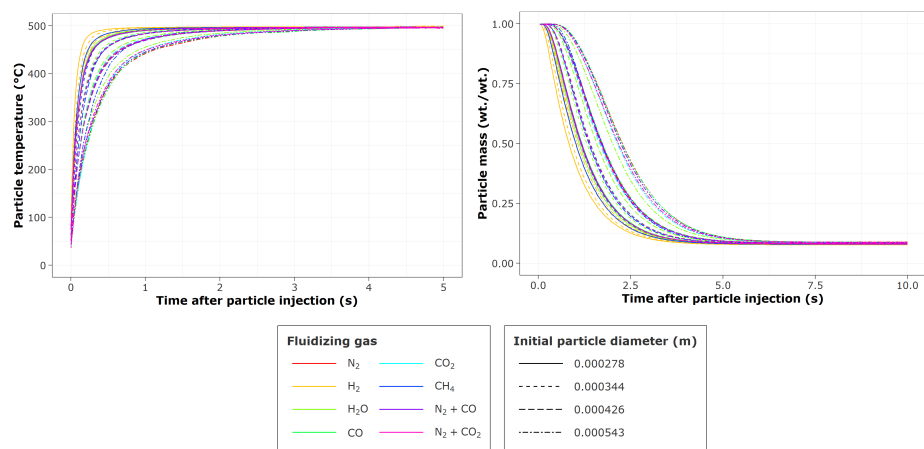 500
400
300
200
100
0
Particle temperature (°C)
0
1
2
3
4
5
Time after particle injection (s)
1.00
0.75
0.50
0.25
0.00
Particle mass (wt./wt.)
0.0
2.5
5.0
7.5
10.0
Time after particle injection (s)
Fluidizing gas
N₂
CO₂
H₂
CH₄
H₂O
N₂ + CO
CO
N₂ + CO₂
Initial particle diameter (m)
0.000278
0.000344
0.000426
0.000543